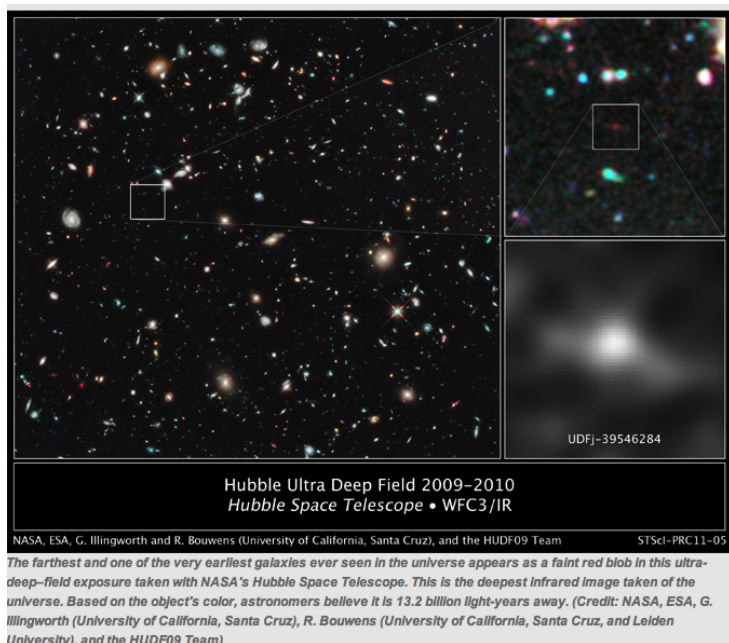 UDFj-39546284
Hubble Ultra Deep Field 2009–2010
Hubble Space Telescope • WFC3/IR
NASA, ESA, G. Illingworth and R. Bouwens (University of California, Santa Cruz), and the HUDF09 Team) STScI-PRC11-05
The farthest and one of the very earliest galaxies ever seen in the universe appears as a faint red blob in this ultra-
deep–field exposure taken with NASA's Hubble Space Telescope. This is the deepest infrared image taken of the
universe. Based on the object's color, astronomers believe it is 13.2 billion light-years away. (Credit: NASA, ESA, G.
Illingworth (University of California, Santa Cruz), R. Bouwens (University of California, Santa Cruz, and Leiden
University), and the HUDF09 Team)